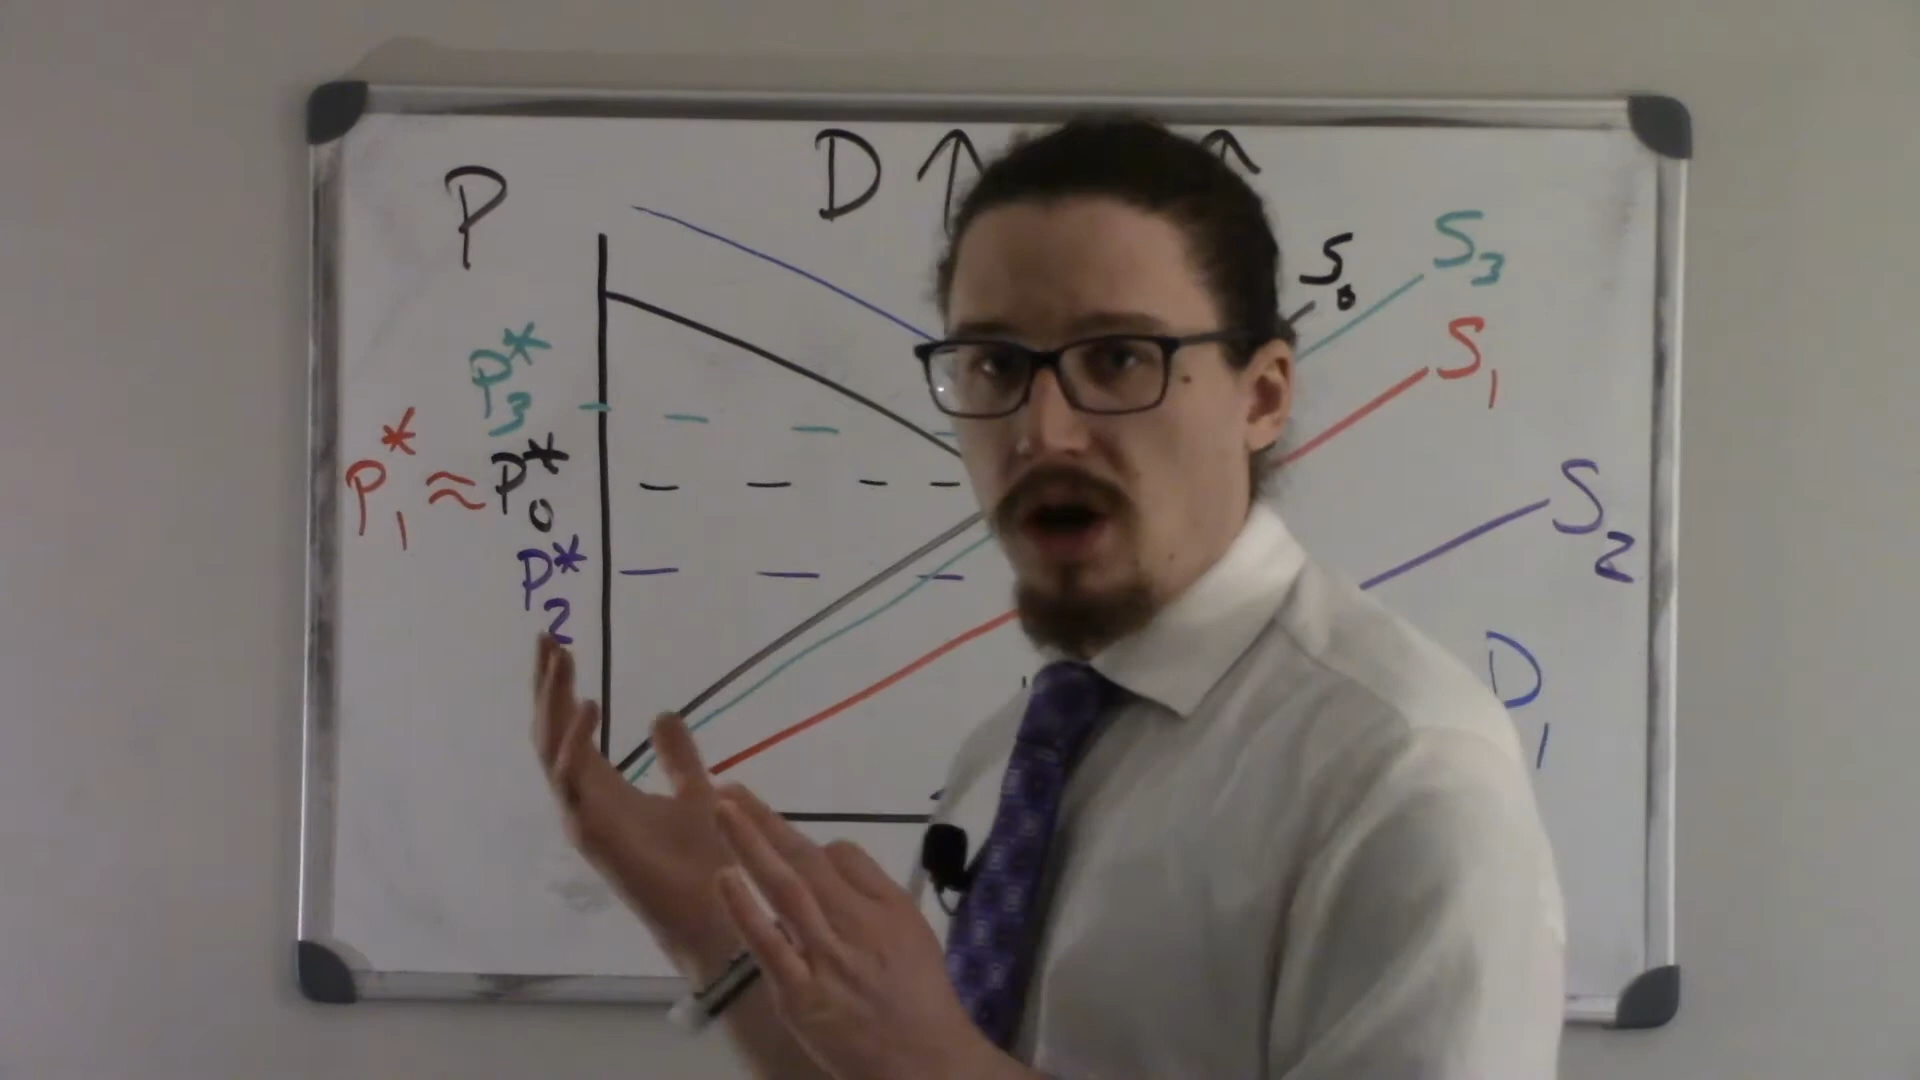 D ↑ ↑
P
S₀
S₃
S₁
P₃*
P₁* ≈ P₀*
S₂
P₂*
D₁